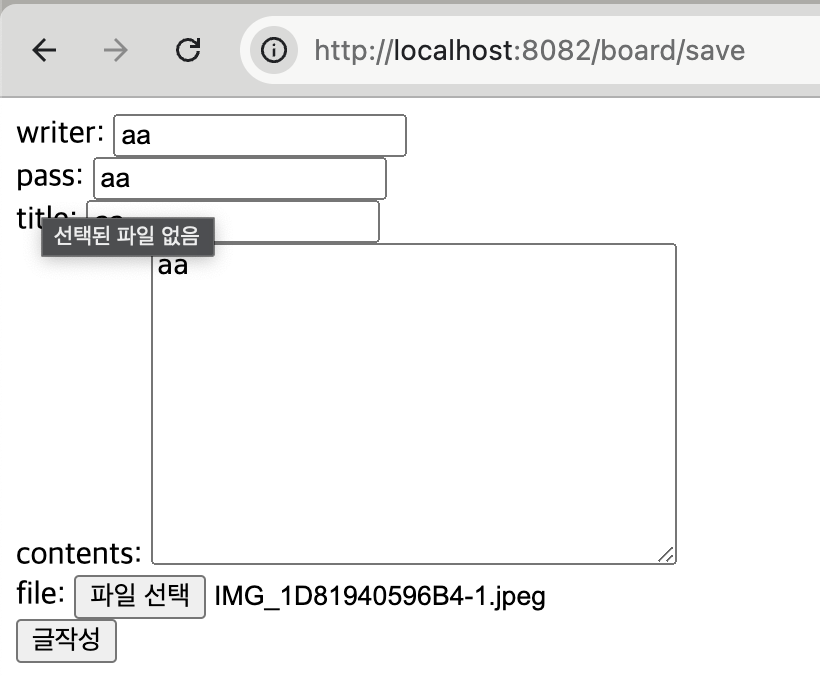 http://localhost:8082/board/save
writer: aa
pass: aa
title: aa
선택된 파일 없음
aa
contents:
file: 파일 선택 IMG_1D81940596B4-1.jpeg
글작성